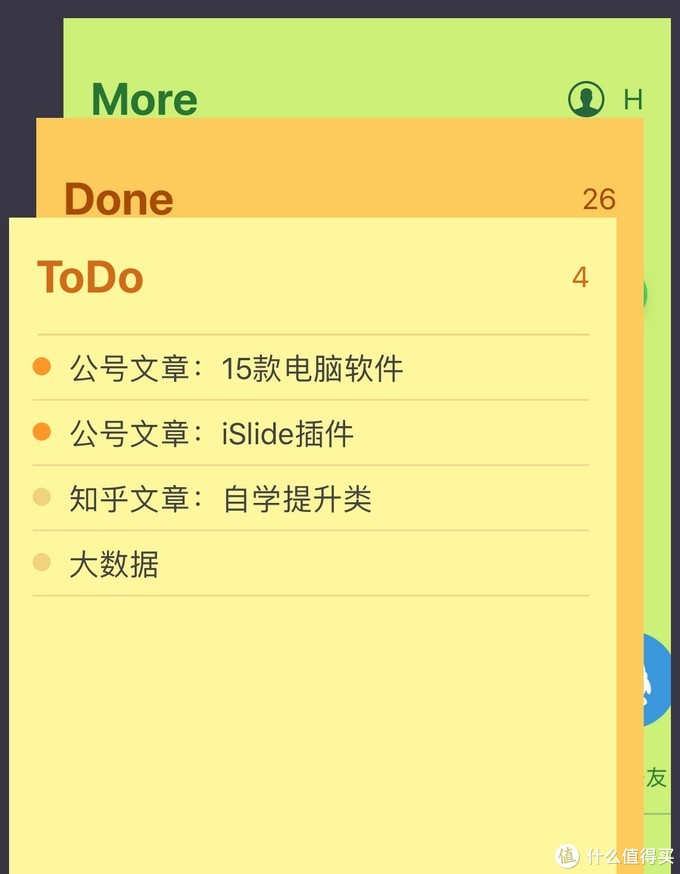 More H
Done 26
ToDo 4
公号文章：15款电脑软件
公号文章：iSlide插件
知乎文章：自学提升类
大数据
友
值 什么值得买